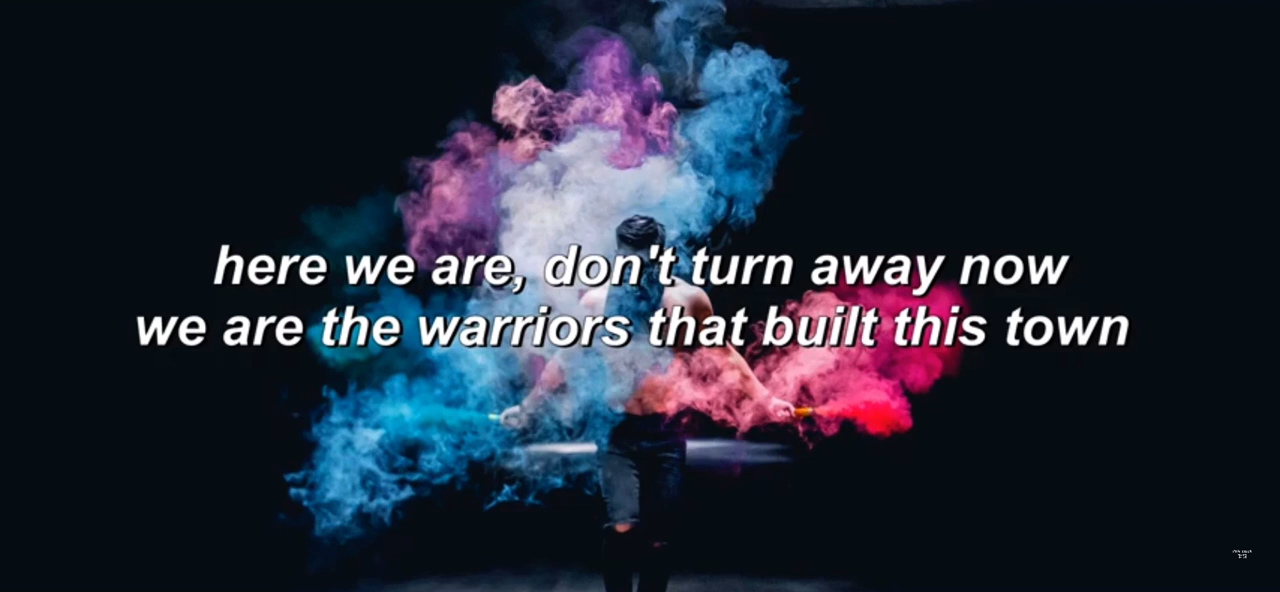 here we are, don't turn away now
we are the warriors that built this town